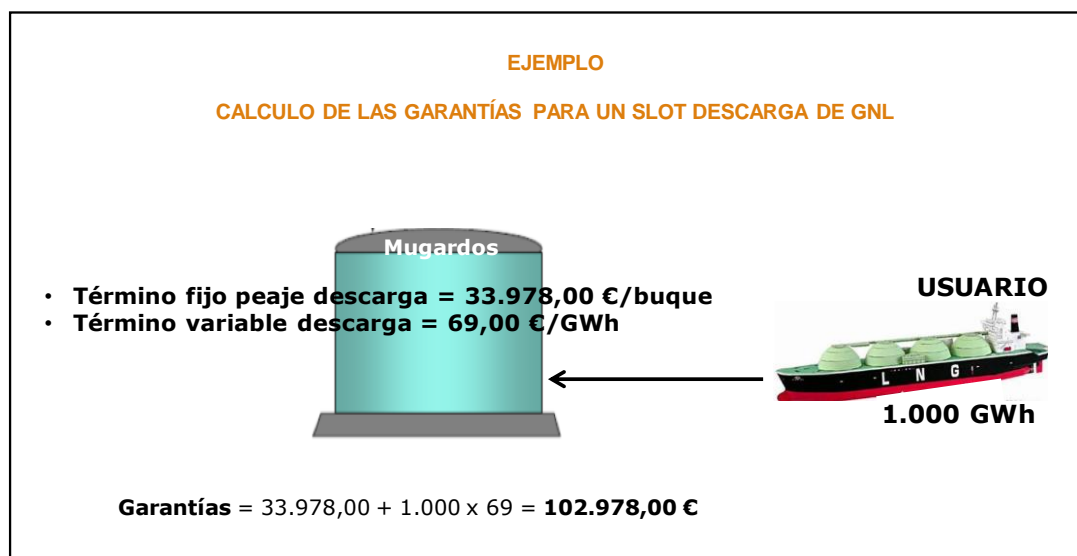 EJEMPLO
CALCULO DE LAS GARANTÍAS PARA UN SLOT DESCARGA DE GNL
Mugardos
• Término fijo peaje descarga = 33.978,00 €/buque
• Término variable descarga = 69,00 €/GWh
USUARIO
L N G
1.000 GWh
Garantías = 33.978,00 + 1.000 x 69 = 102.978,00 €